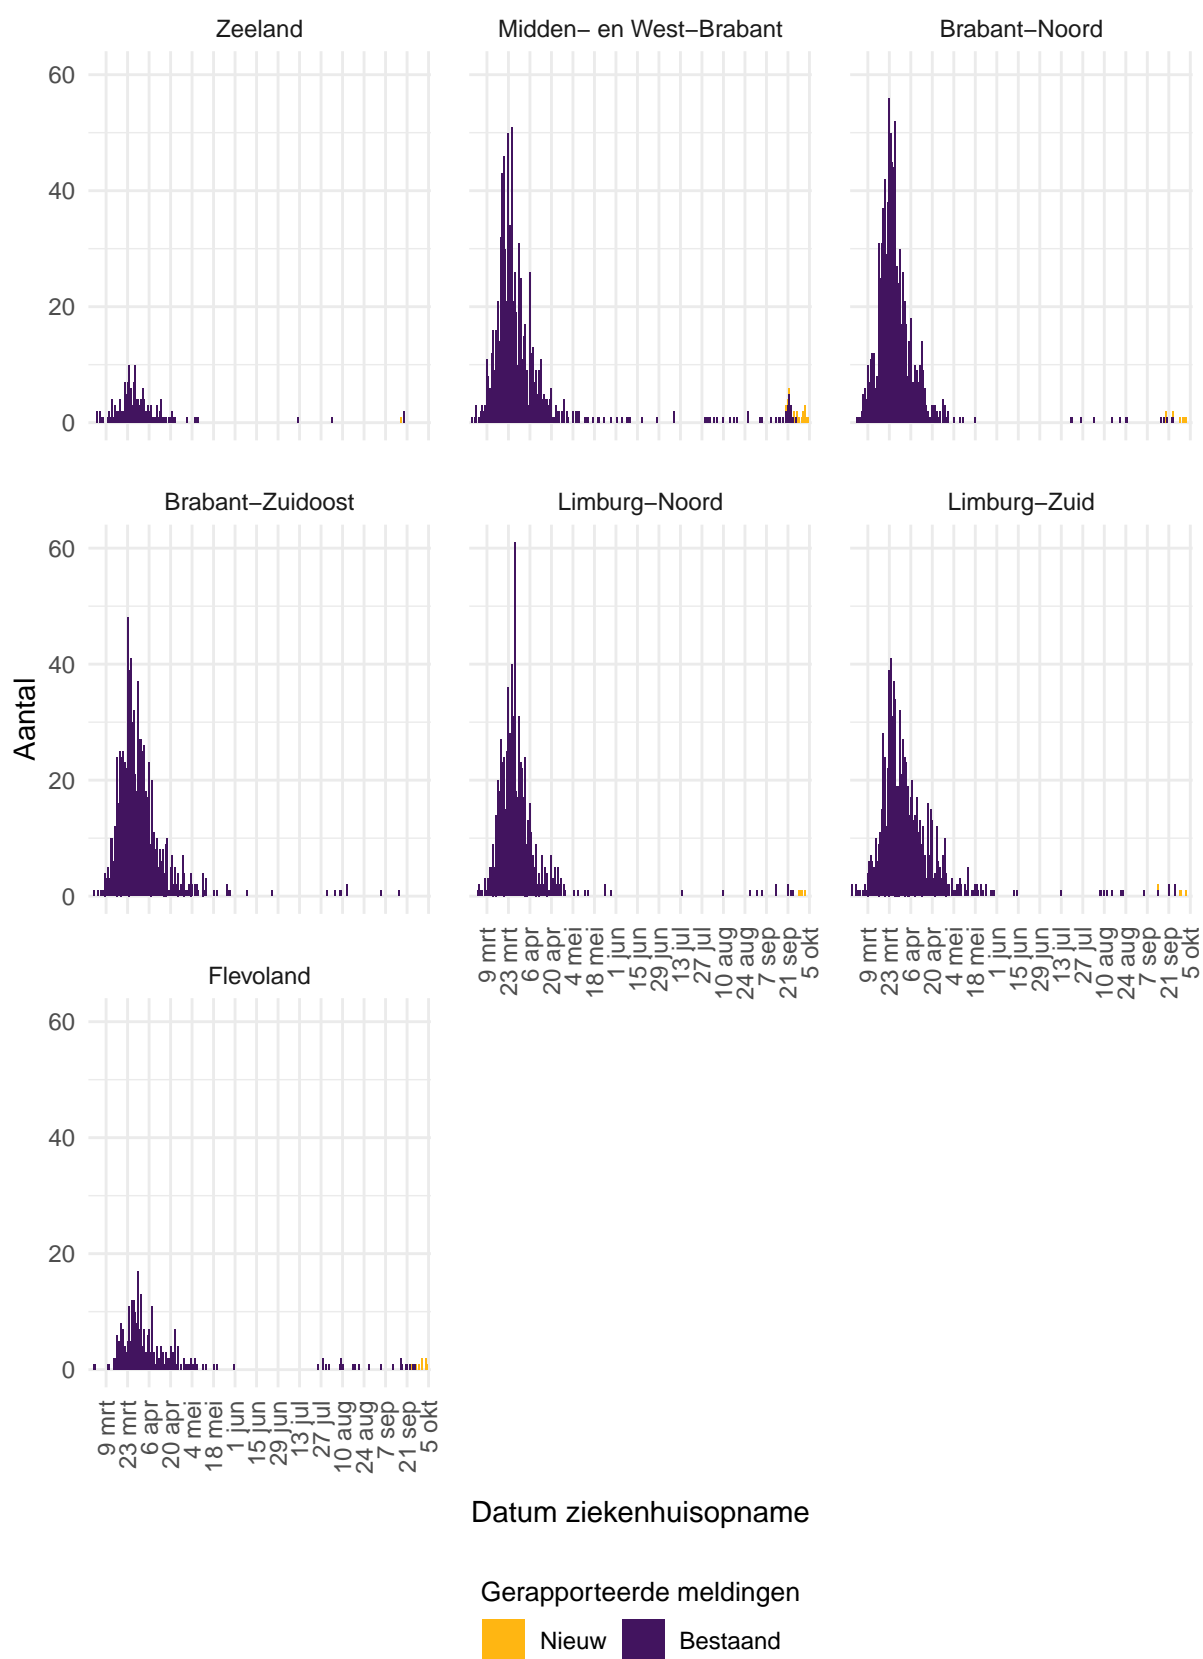 Zeeland
Midden− en West−Brabant
Brabant−Noord
60
40
20
0
Brabant−Zuidoost
Limburg−Noord
Limburg−Zuid
60
40
20
0
Aantal
9 mrt
23 mrt
6 apr
20 apr
4 mei
18 mei
1 jun
15 jun
29 jun
13 jul
27 jul
10 aug
24 aug
7 sep
21 sep
5 okt
9 mrt
23 mrt
6 apr
20 apr
4 mei
18 mei
1 jun
15 jun
29 jun
13 jul
27 jul
10 aug
24 aug
7 sep
21 sep
5 okt
Flevoland
60
40
20
0
9 mrt
23 mrt
6 apr
20 apr
4 mei
18 mei
1 jun
15 jun
29 jun
13 jul
27 jul
10 aug
24 aug
7 sep
21 sep
5 okt
Datum ziekenhuisopname
Gerapporteerde meldingen
Nieuw
Bestaand